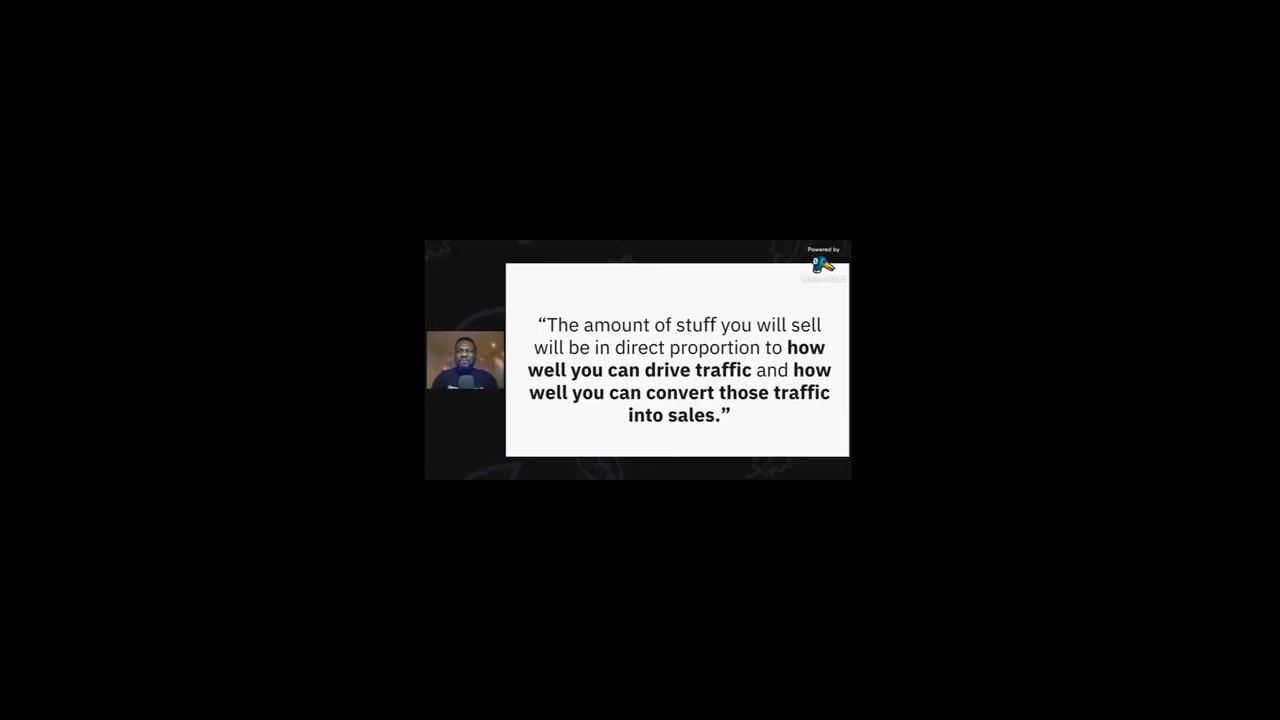 Powered by
“The amount of stuff you will sell
will be in direct proportion to how
well you can drive traffic and how
well you can convert those traffic
into sales.”